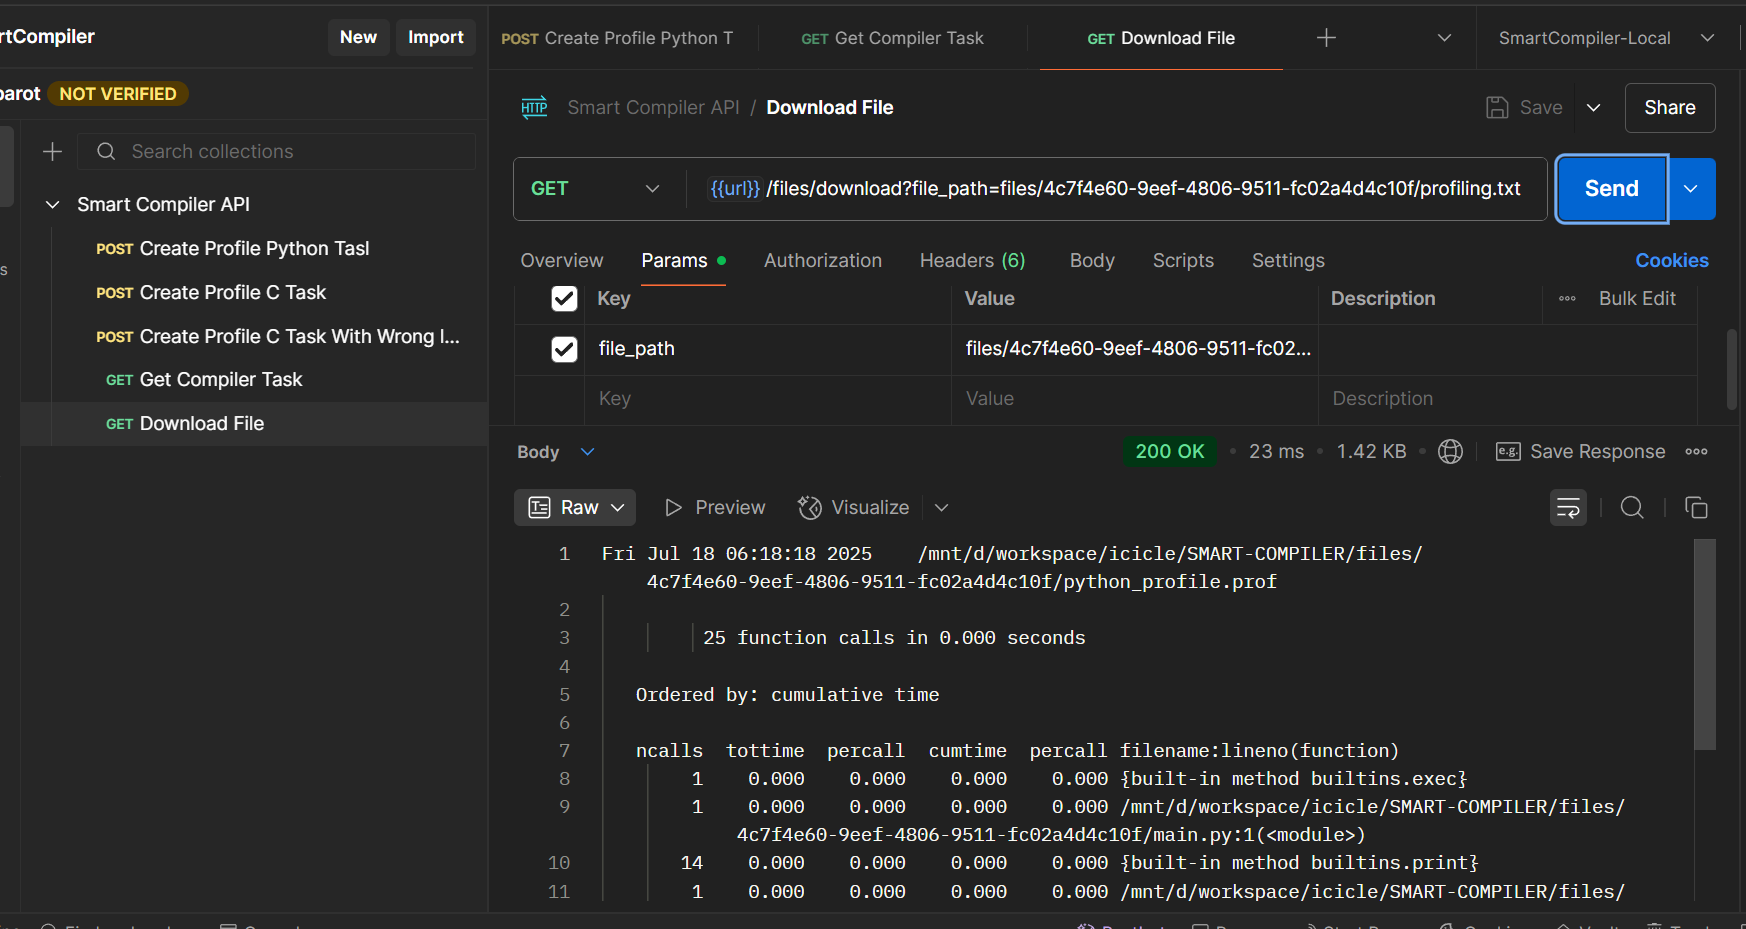 rtCompiler
New
Import
parot
NOT VERIFIED
Search collections
Smart Compiler API
POST Create Profile Python Tasl
POST Create Profile C Task
POST Create Profile C Task With Wrong I...
GET Get Compiler Task
GET Download File
s
POST Create Profile Python T
GET Get Compiler Task
GET Download File
SmartCompiler-Local
HTTP
Smart Compiler API / Download File
Save
Share
GET
{{url}} /files/download?file_path=files/4c7f4e60-9eef-4806-9511-fc02a4d4c10f/profiling.txt
Send
Overview
Params
Authorization
Headers (6)
Body
Scripts
Settings
Cookies
Key Value Description Bulk Edit
file_path files/4c7f4e60-9eef-4806-9511-fc02...
Key Value Description
Body
200 OK • 23 ms • 1.42 KB •
e.g. Save Response
Raw
Preview
Visualize
1 Fri Jul 18 06:18:18 2025 /mnt/d/workspace/icicle/SMART-COMPILER/files/
4c7f4e60-9eef-4806-9511-fc02a4d4c10f/python_profile.prof
2
3 25 function calls in 0.000 seconds
4
5 Ordered by: cumulative time
6
7 ncalls tottime percall cumtime percall filename:lineno(function)
8 1 0.000 0.000 0.000 0.000 {built-in method builtins.exec}
9 1 0.000 0.000 0.000 0.000 /mnt/d/workspace/icicle/SMART-COMPILER/files/
4c7f4e60-9eef-4806-9511-fc02a4d4c10f/main.py:1(<module>)
10 14 0.000 0.000 0.000 0.000 {built-in method builtins.print}
11 1 0.000 0.000 0.000 0.000 /mnt/d/workspace/icicle/SMART-COMPILER/files/